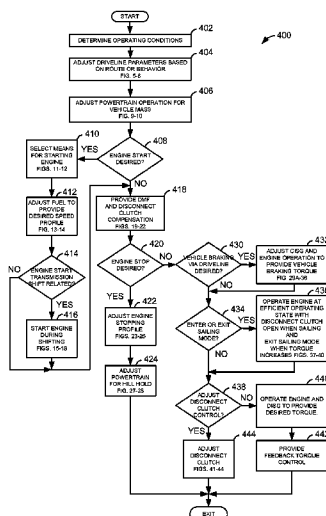 START
400
402
DETERMINE OPERATING CONDITIONS
404
ADJUST DRIVELINE PARAMETERS BASED
ON ROUTE OR BEHAVIOR
FIG. 5-8
406
ADJUST POWERTRAIN OPERATION FOR
VEHICLE MASS
FIG. 9-10
408
ENGINE START
DESIRED?
YES
NO
410
SELECT MEANS
FOR STARTING
ENGINE
FIGS. 11-12
412
ADJUST FUEL TO
PROVIDE
DESIRED SPEED
PROFILE
FIG. 13-14
414
ENGINE START
TRANSMISSION
SHIFT RELATED?
NO
YES
416
START ENGINE
DURING
SHIFTING
FIG. 15-18
418
PROVIDE DMF AND
DISCONNECT
CLUTCH
COMPENSATION
FIGS. 19-22
420
ENGINE STOP
DESIRED?
NO
YES
422
ADJUST ENGINE
STOPPING
PROFILE
FIG. 23-25
424
ADJUST
POWERTRAIN
FOR HILL HOLD
FIG. 27-28
430
VEHICLE BRAKING
VIA DRIVELINE
DESIRED?
YES
NO
432
ADJUST CISG AND
ENGINE OPERATION
TO PROVIDE VEHICLE
BRAKING TORQUE
FIG 29A-36
434
ENTER OR EXIT
SAILING
MODE?
YES
NO
436
OPERATE ENGINE AT
EFFICIENT OPERATING
STATE WITH
DISCONNECT CLUTCH
OPEN WHEN SAILING AND
EXIT SAILING MODE
WHEN TORQUE
INCREASES FIGS. 37-40
438
ADJUST
DISCONNECT
CLUTCH
CONTROL?
NO
YES
440
OPERATE ENGINE AND
DISG TO PROVIDE
DESIRED TORQUE.
442
PROVIDE
FEEDBACK TORQUE
CONTROL
444
ADJUST
DISCONNECT
CLUTCH
FIGS. 41-44
EXIT